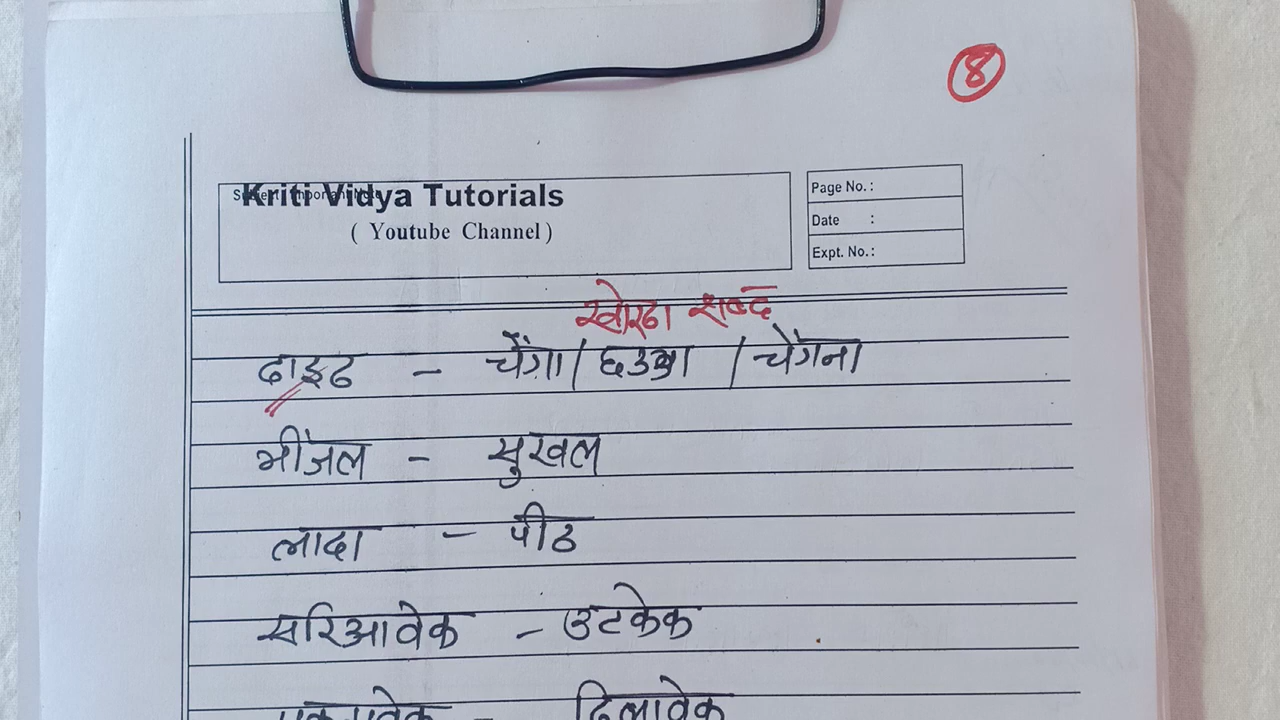 8
Kriti Vidya Tutorials
( Youtube Channel )
Page No. :
Date :
Expt. No. :
खोरठा शब्द
ढाइढ - चेंगा / छउआ / चेंगना
भींजल - सुखल
लादा - पीठ
सरिआवेक - उटकेक
- ढिलावेक